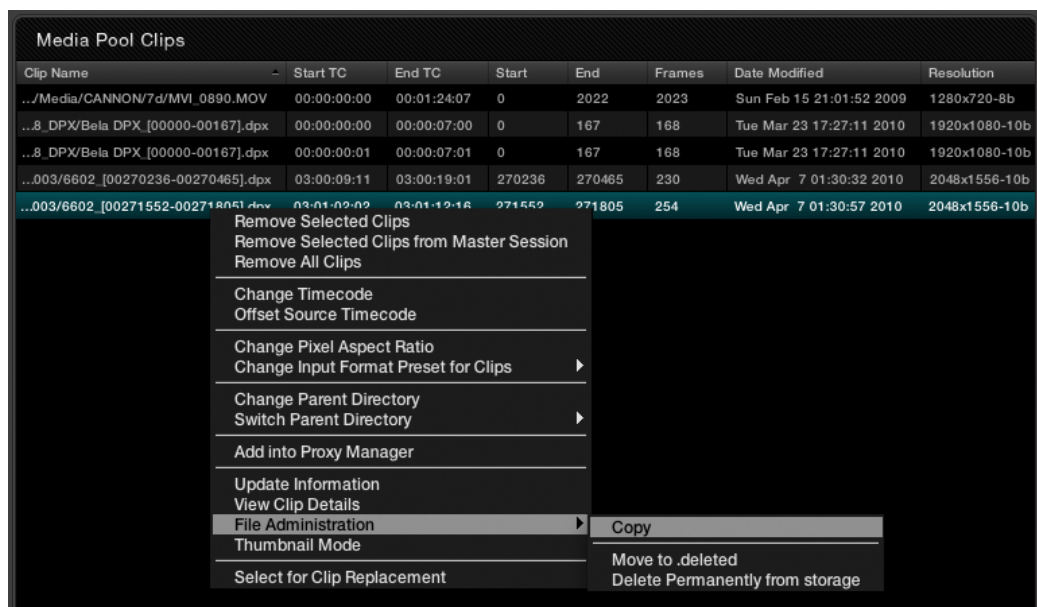 Media Pool Clips
Clip Name Start TC End TC Start End Frames Date Modified Resolution
.../Media/CANNON/7d/MVI_0890.MOV 00:00:00:00 00:01:24:07 0 2022 2023 Sun Feb 15 21:01:52 2009 1280x720-8b
...8_DPX/Bela DPX_[00000-00167].dpx 00:00:00:00 00:00:07:00 0 167 168 Tue Mar 23 17:27:11 2010 1920x1080-10b
...8_DPX/Bela DPX_[00000-00167].dpx 00:00:00:01 00:00:07:01 0 167 168 Tue Mar 23 17:27:11 2010 1920x1080-10b
...003/6602_[00270236-00270465].dpx 03:00:09:11 03:00:19:01 270236 270465 230 Wed Apr 7 01:30:32 2010 2048x1556-10b
...003/6602_[00271552-00271805].dpx 03:01:02:02 03:01:12:16 271552 271805 254 Wed Apr 7 01:30:57 2010 2048x1556-10b
Remove Selected Clips
Remove Selected Clips from Master Session
Remove All Clips
Change Timecode
Offset Source Timecode
Change Pixel Aspect Ratio
Change Input Format Preset for Clips
Change Parent Directory
Switch Parent Directory
Add into Proxy Manager
Update Information
View Clip Details
File Administration
Copy
Thumbnail Mode
Move to .deleted
Select for Clip Replacement
Delete Permanently from storage